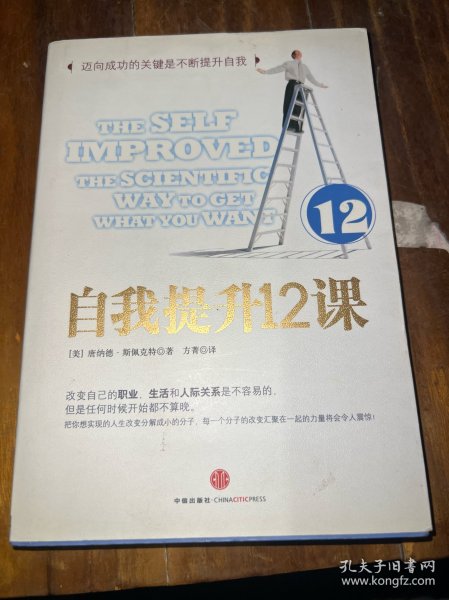 迈向成功的关键是不断提升自我
THE SELF
IMPROVED
THE SCIENTIFIC
WAY TO GET
WHAT YOU WANT
12
自我提升12课
[美] 唐纳德·斯佩克特◎著 方菁◎译
改变自己的职业，生活和人际关系是不容易的，
但是任何时候开始都不算晚。
把你想实现的人生改变分解成小的分子，每一个分子的改变汇聚在一起的力量将会令人震惊！
中信出版社·CHINACITICPRESS
孔夫子旧书网
www.kongfz.com